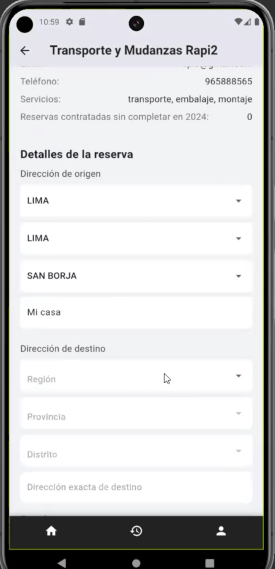 10:59
Transporte y Mudanzas Rapi2
Teléfono: 965888565
Servicios: transporte, embalaje, montaje
Reservas contratadas sin completar en 2024: 0
Detalles de la reserva
Dirección de origen
LIMA
LIMA
SAN BORJA
Mi casa
Dirección de destino
Región
Provincia
Distrito
Dirección exacta de destino